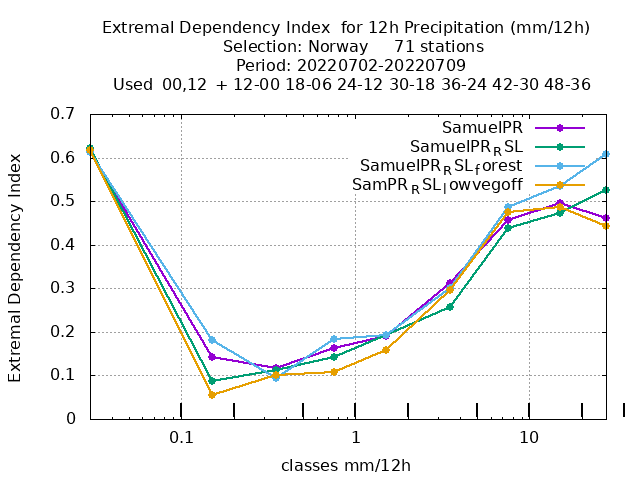 Extremal Dependency Index  for 12h Precipitation (mm/12h)
Selection: Norway     71 stations
Period: 20220702-20220709
Used  00,12  + 12-00 18-06 24-12 30-18 36-24 42-30 48-36
SamuelPR
SamuelPR_RSL
SamuelPR_RSL_forest
SamPR_RSL_lowvegoff
Extremal Dependency Index
0.7
0.6
0.5
0.4
0.3
0.2
0.1
0
0.1
1
10
classes mm/12h